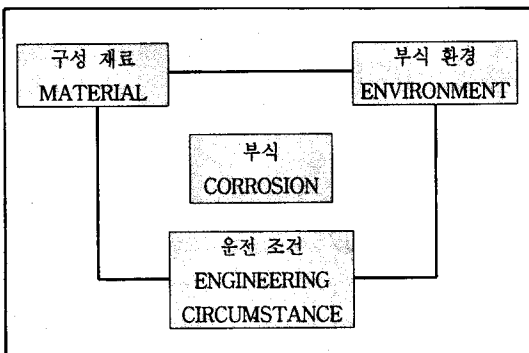 구성 재료
MATERIAL
부식 환경
ENVIRONMENT
부식
CORROSION
운전 조건
ENGINEERING
CIRCUMSTANCE